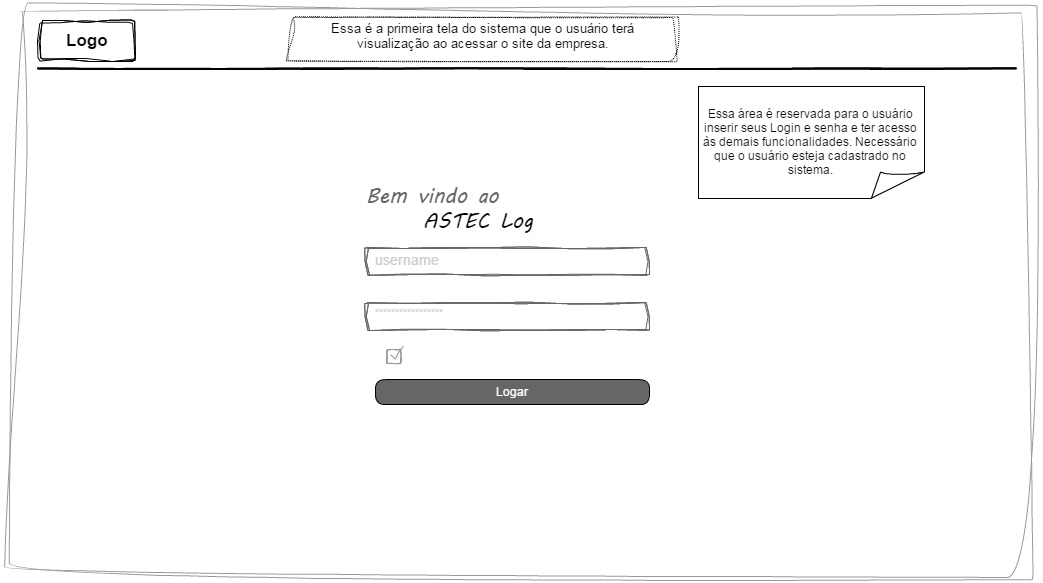 Logo
Essa é a primeira tela do sistema que o usuário terá
visualização ao acessar o site da empresa.
Essa área é reservada para o usuário
inserir seus Login e senha e ter acesso
às demais funcionalidades. Necessário
que o usuário esteja cadastrado no
sistema.
Bem vindo ao
ASTEC Log
username
Logar